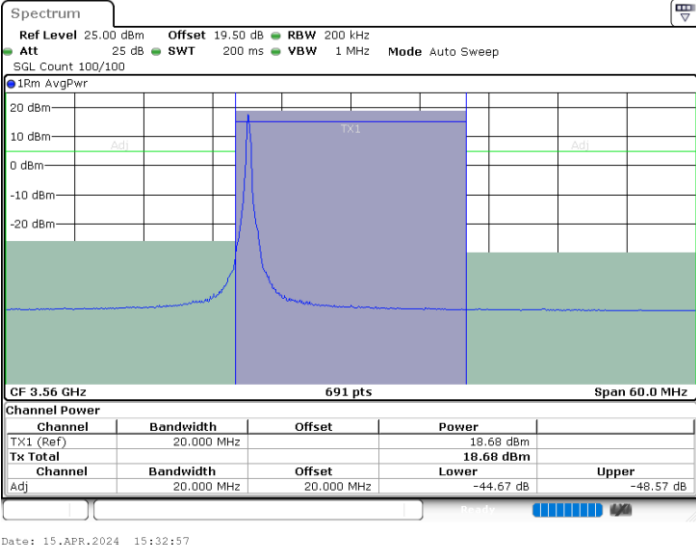 Spectrum
Ref Level 25.00 dBm Offset 19.50 dB RBW 200 kHz
Att 25 dB SWT 200 ms VBW 1 MHz Mode Auto Sweep
SGL Count 100/100
1Rm AvgPwr
20 dBm
TX1
10 dBm
Adj Adj
0 dBm
-10 dBm
-20 dBm
CF 3.56 GHz 691 pts Span 60.0 MHz
Channel Power
Channel Bandwidth Offset Power
TX1 (Ref) 20.000 MHz 18.68 dBm
Tx Total 18.68 dBm
Channel Bandwidth Offset Lower Upper
Adj 20.000 MHz 20.000 MHz -44.67 dB -48.57 dB
Ready
Date: 15.APR.2024 15:32:57